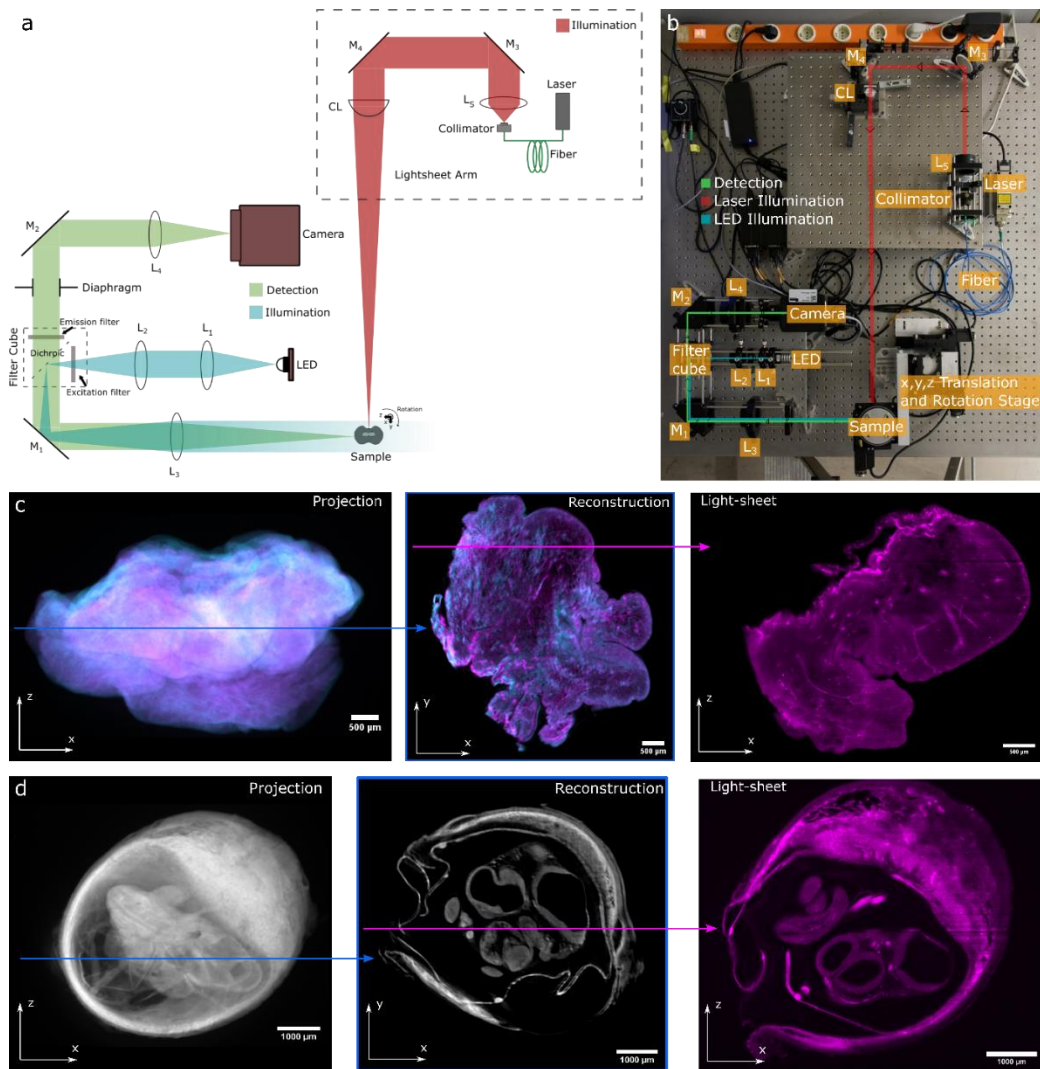 a
M4
M3
Illumination
Laser
CL
L5
Collimator
Fiber
Lightsheet Arm
M2
L4
Camera
Diaphragm
Detection
Illumination
Emission filter
L2
L1
Filter Cube
Dichrpic
LED
Excitation filter
Rotation
z
y
M1
L3
Sample
b
M4
M3
CL
L5
Detection
Laser Illumination
LED Illumination
Collimator
Laser
Fiber
L4
M2
Camera
Filter
cube
LED
L2
L1
x,y,z Translation
and Rotation Stage
M1
Sample
L3
c
Projection
z
x
500 µm
Reconstruction
y
x
500 µm
Light-sheet
z
x
500 µm
d
Projection
z
x
1000 µm
Reconstruction
y
x
1000 µm
Light-sheet
z
x
1000 µm